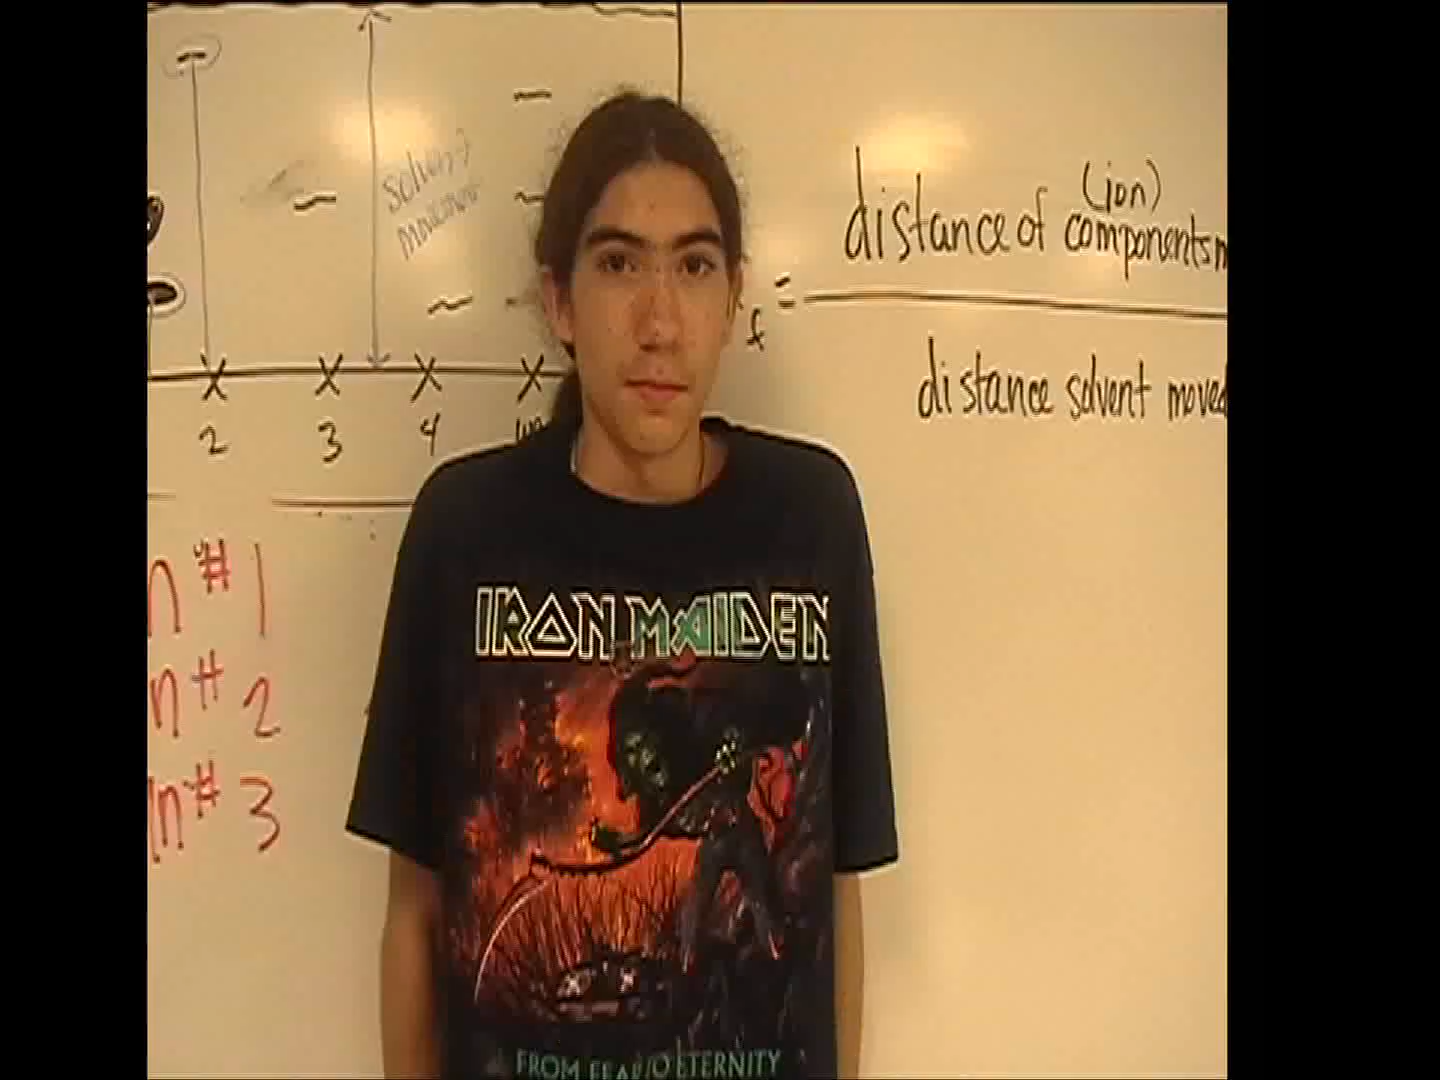 solvent
(ion)
distance of components
f =
distance solvent moved
X X X X
2 3 4
n # 1
n # 2
n # 3
IRON MAIDEN
FROM FEAR TO ETERNITY